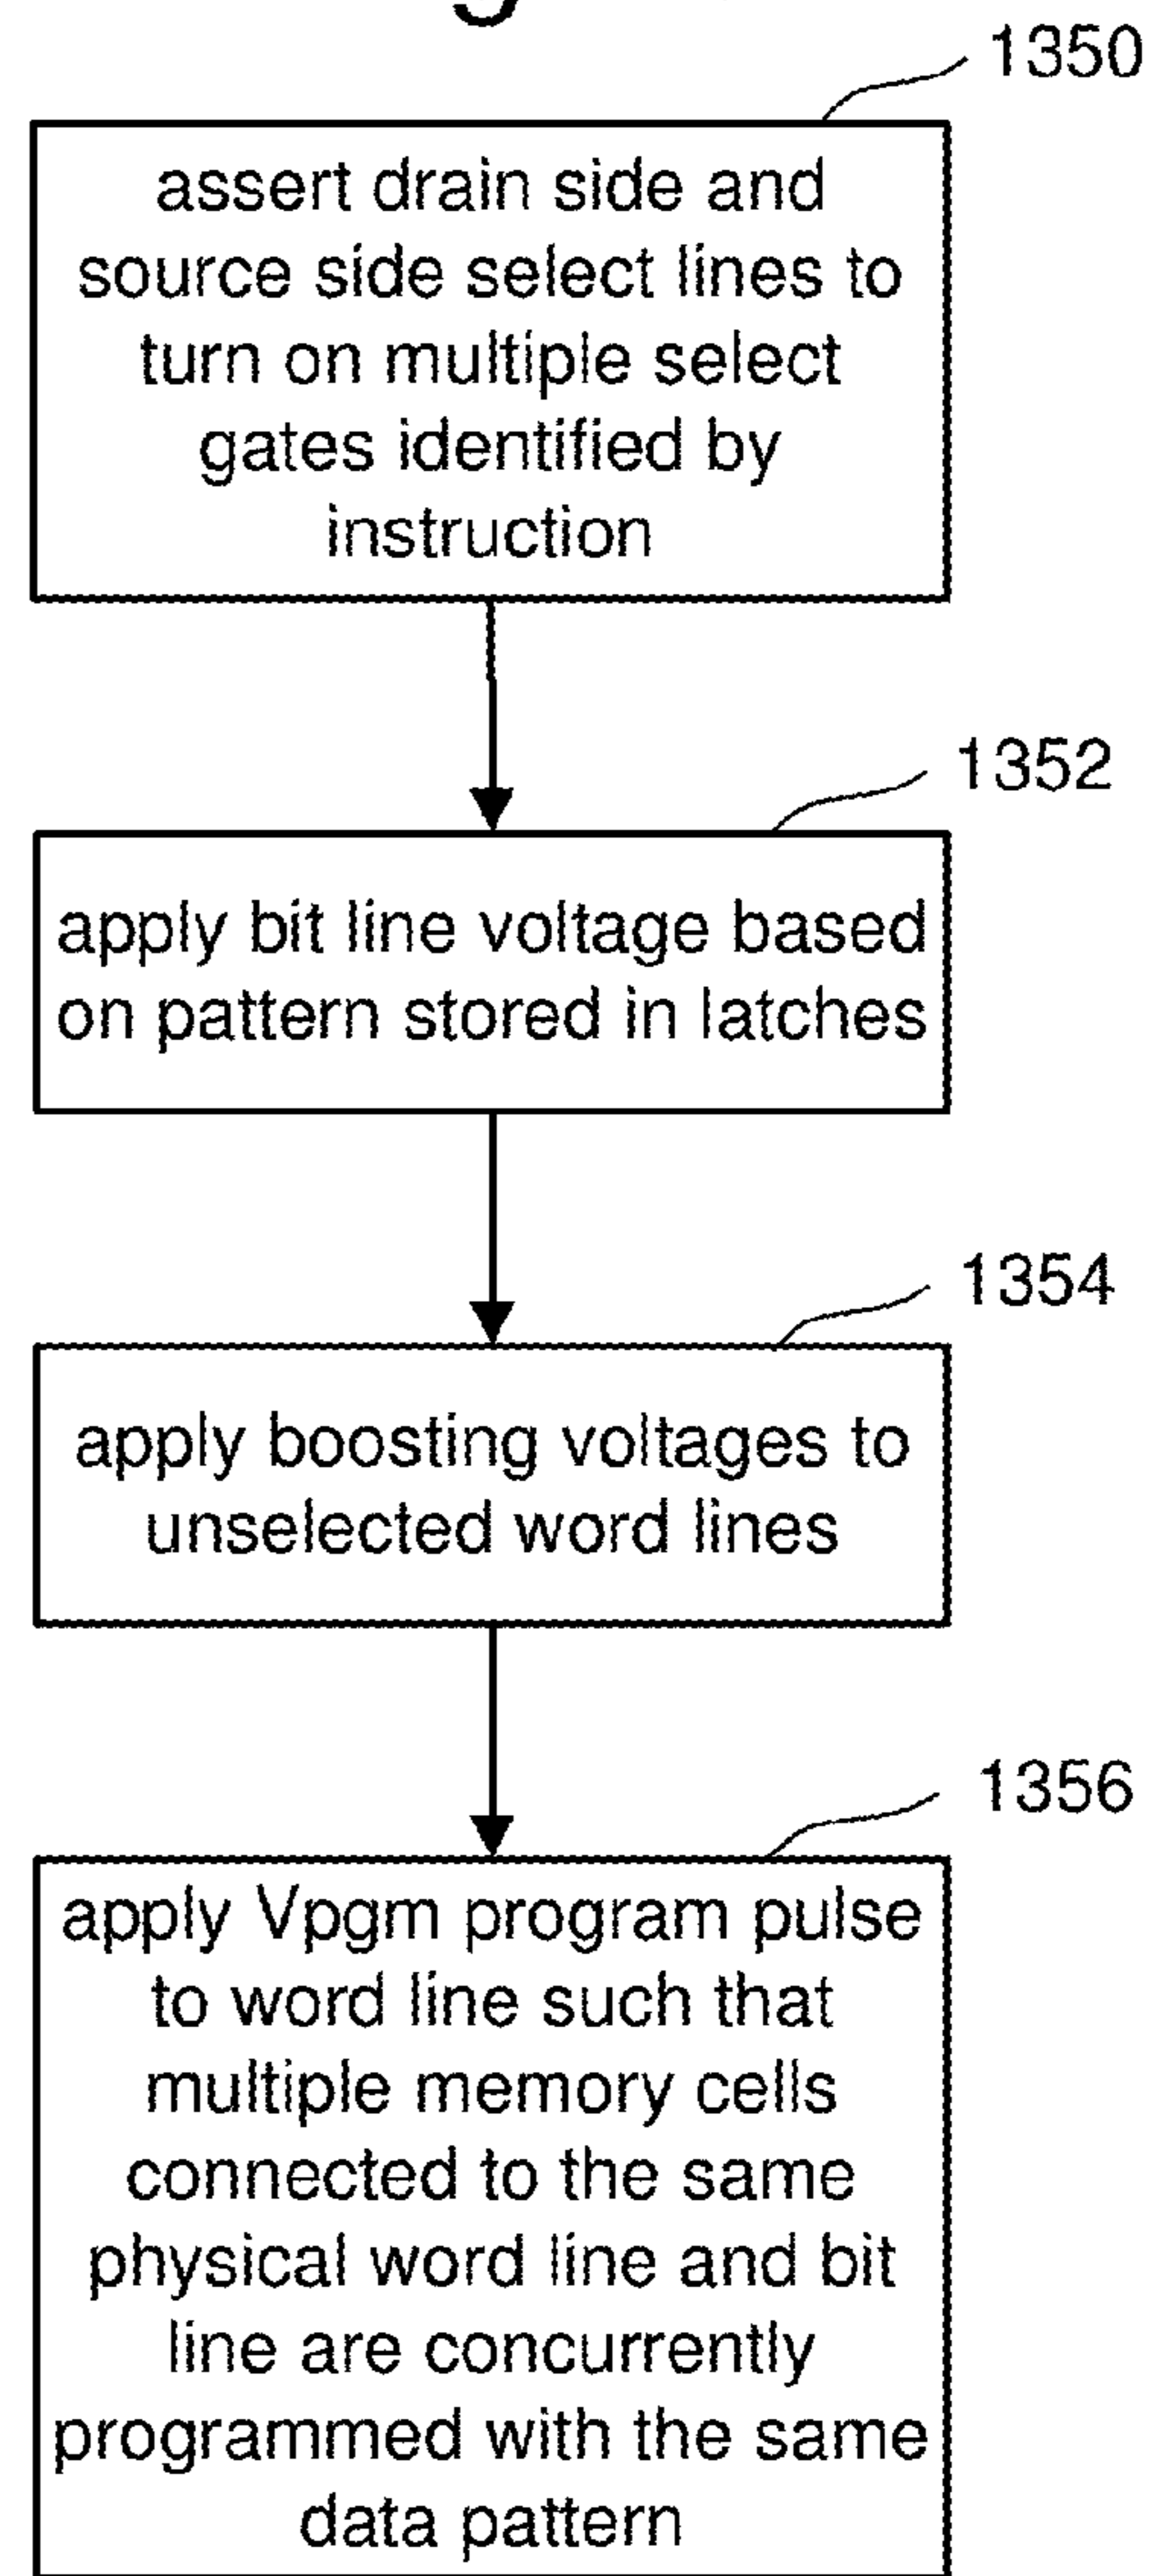 1350
assert drain side and
source side select lines to
turn on multiple select
gates identified by
instruction
1352
apply bit line voltage based
on pattern stored in latches
1354
apply boosting voltages to
unselected word lines
1356
apply Vpgm program pulse
to word line such that
multiple memory cells
connected to the same
physical word line and bit
line are concurrently
programmed with the same
data pattern